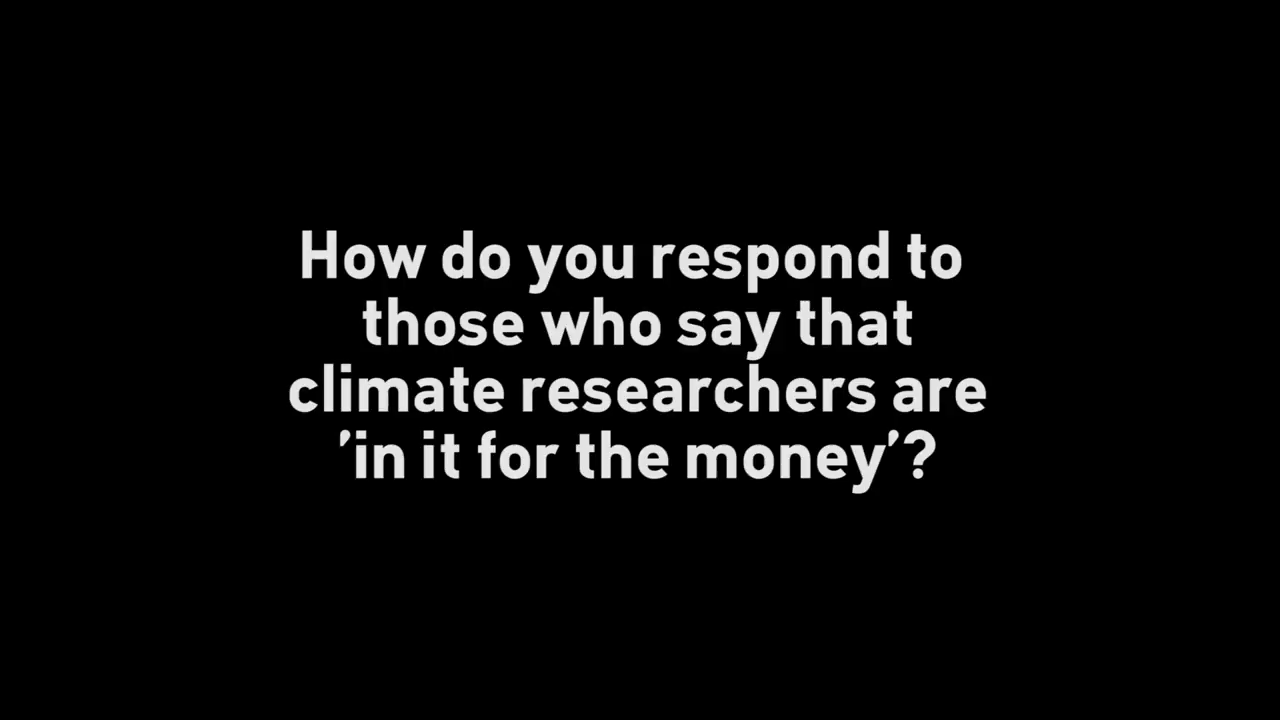 How do you respond to
those who say that
climate researchers are
'in it for the money'?